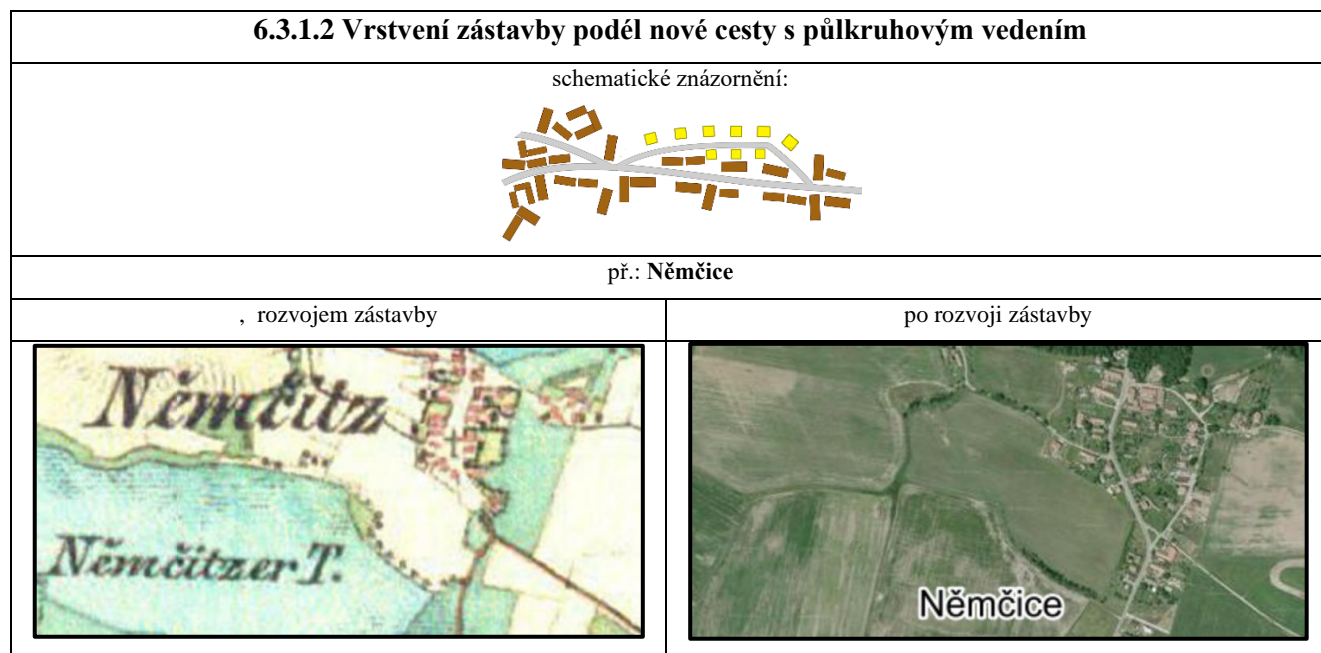 6.3.1.2 Vrstvení zástavby podél nové cesty s půlkruhovým vedením
schematické znázornění:
př.: Němčice
, rozvojem zástavby
po rozvoji zástavby
Němčitz
Němčitzer T.
Němčice